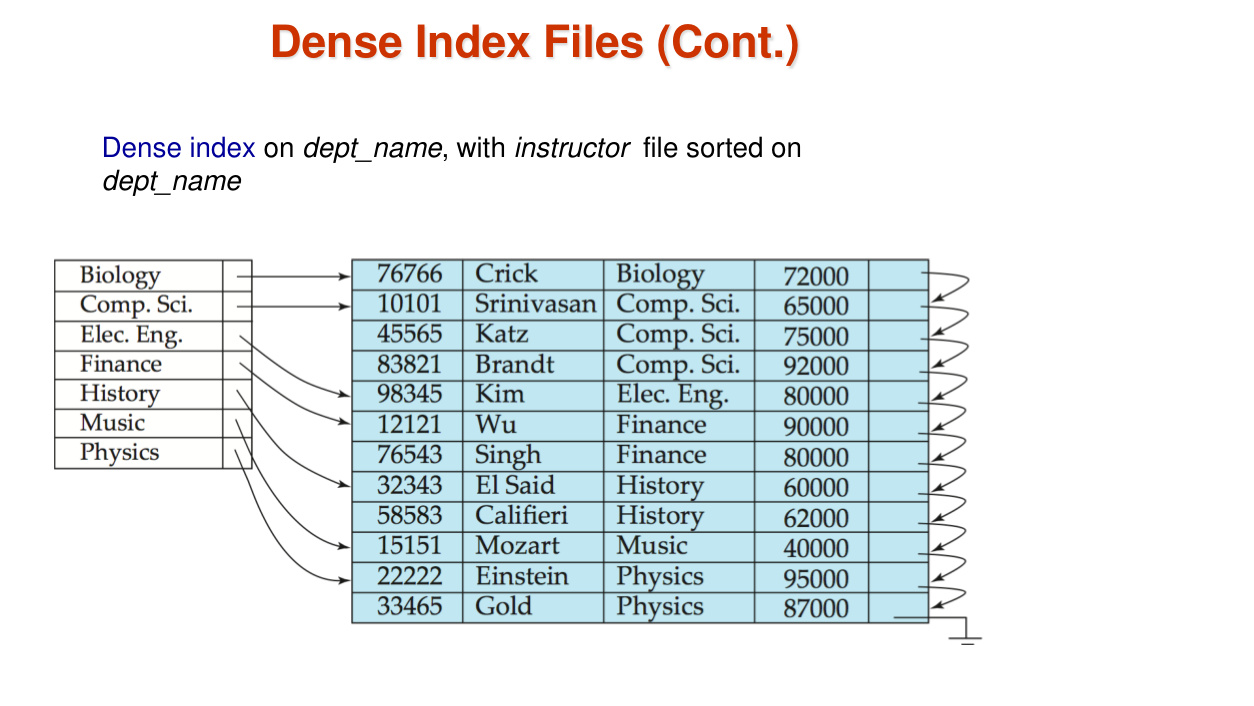 Dense Index Files (Cont.)
Dense index on dept_name, with instructor file sorted on
dept_name
Biology
Comp. Sci.
Elec. Eng.
Finance
History
Music
Physics
76766 Crick Biology 72000
10101 Srinivasan Comp. Sci. 65000
45565 Katz Comp. Sci. 75000
83821 Brandt Comp. Sci. 92000
98345 Kim Elec. Eng. 80000
12121 Wu Finance 90000
76543 Singh Finance 80000
32343 El Said History 60000
58583 Califieri History 62000
15151 Mozart Music 40000
22222 Einstein Physics 95000
33465 Gold Physics 87000